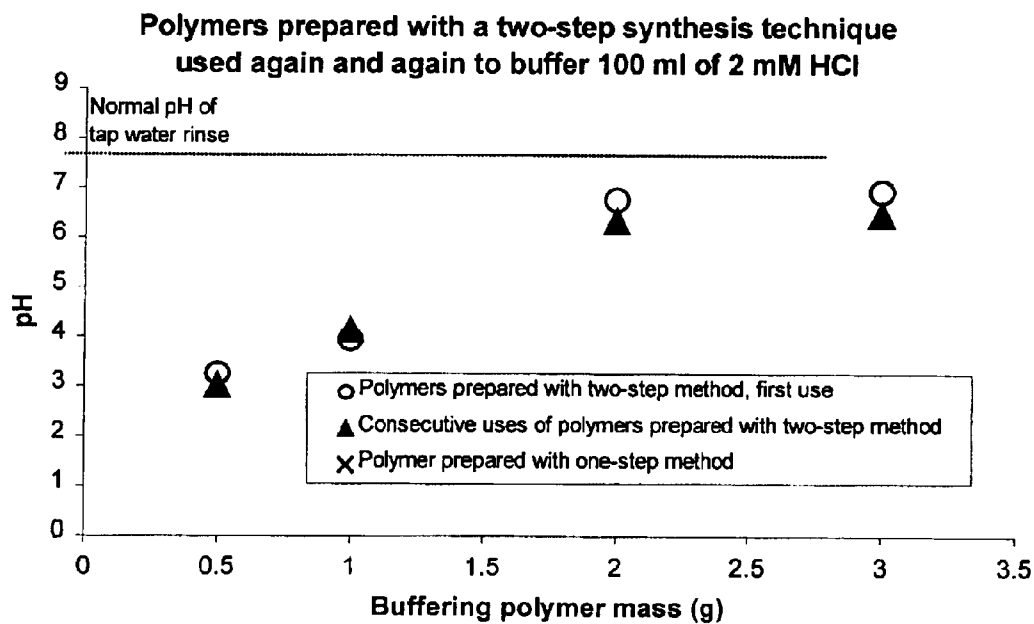 Polymers prepared with a two-step synthesis technique
used again and again to buffer 100 ml of 2 mM HCl
9
Normal pH of
8
tap water rinse
7
6
5
4
3
2
1
0
pH
Polymers prepared with two-step method, first use
Consecutive uses of polymers prepared with two-step method
Polymer prepared with one-step method
0 0.5 1 1.5 2 2.5 3 3.5
Buffering polymer mass (g)